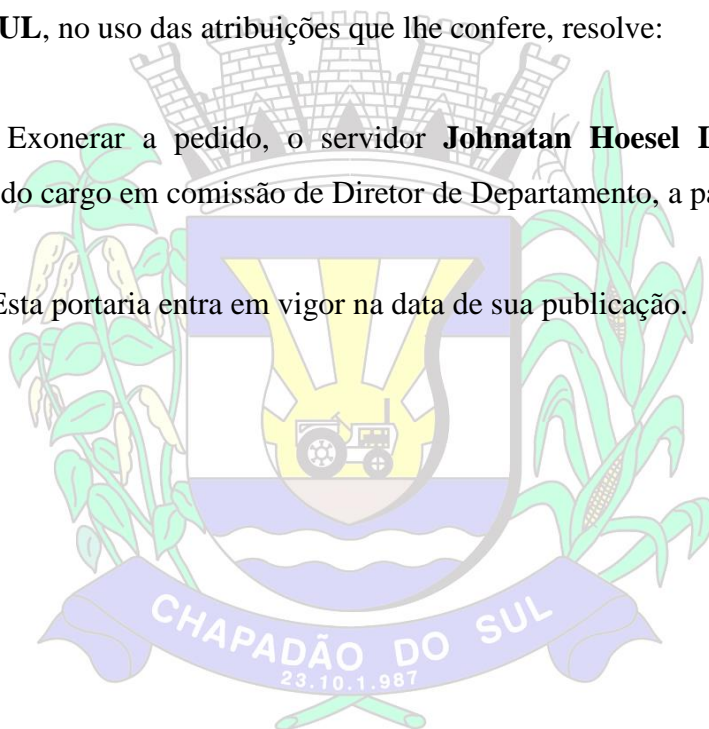 UL, no uso das atribuições que lhe confere, resolve:
Exonerar a pedido, o servidor Johnatan Hoesel
do cargo em comissão de Diretor de Departamento, a
Esta portaria entra em vigor na data de sua publicação.
CHAPADÃO DO SUL
23.10.1.987